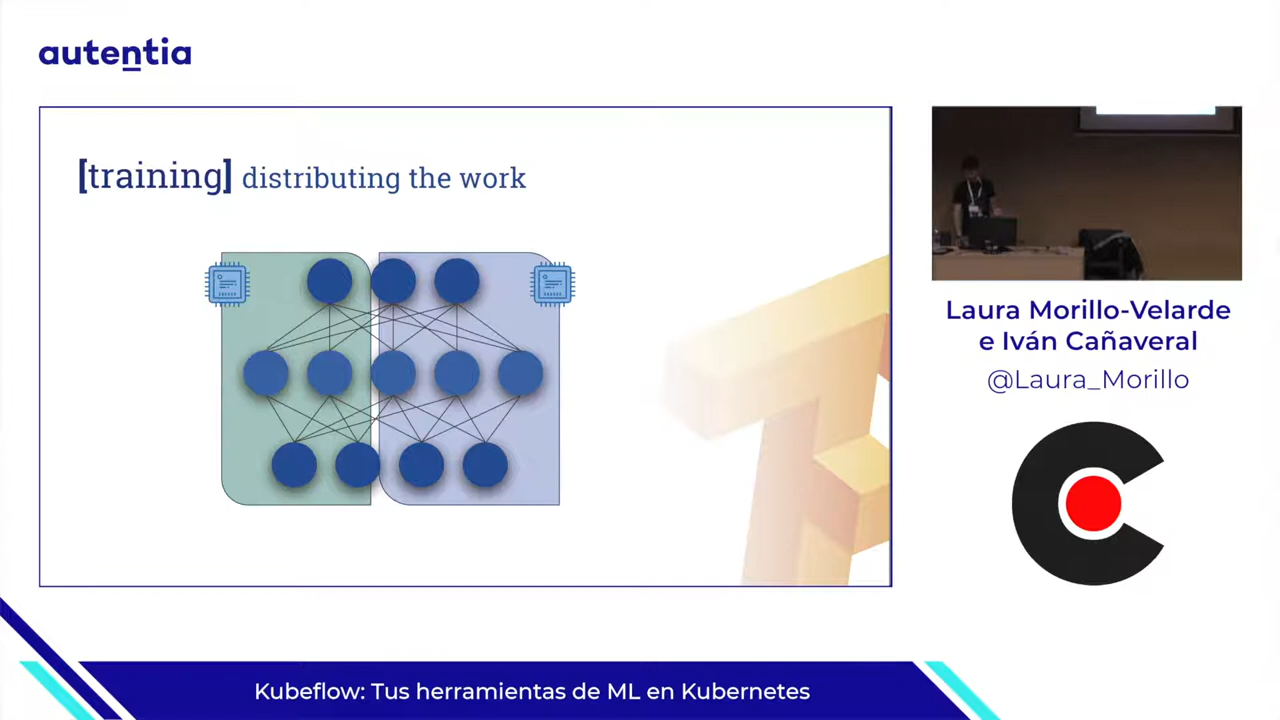 autentia
[training] distributing the work
Laura Morillo-Velarde
e Iván Cañaveral
@Laura_Morillo
Kubeflow: Tus herramientas de ML en Kubernetes